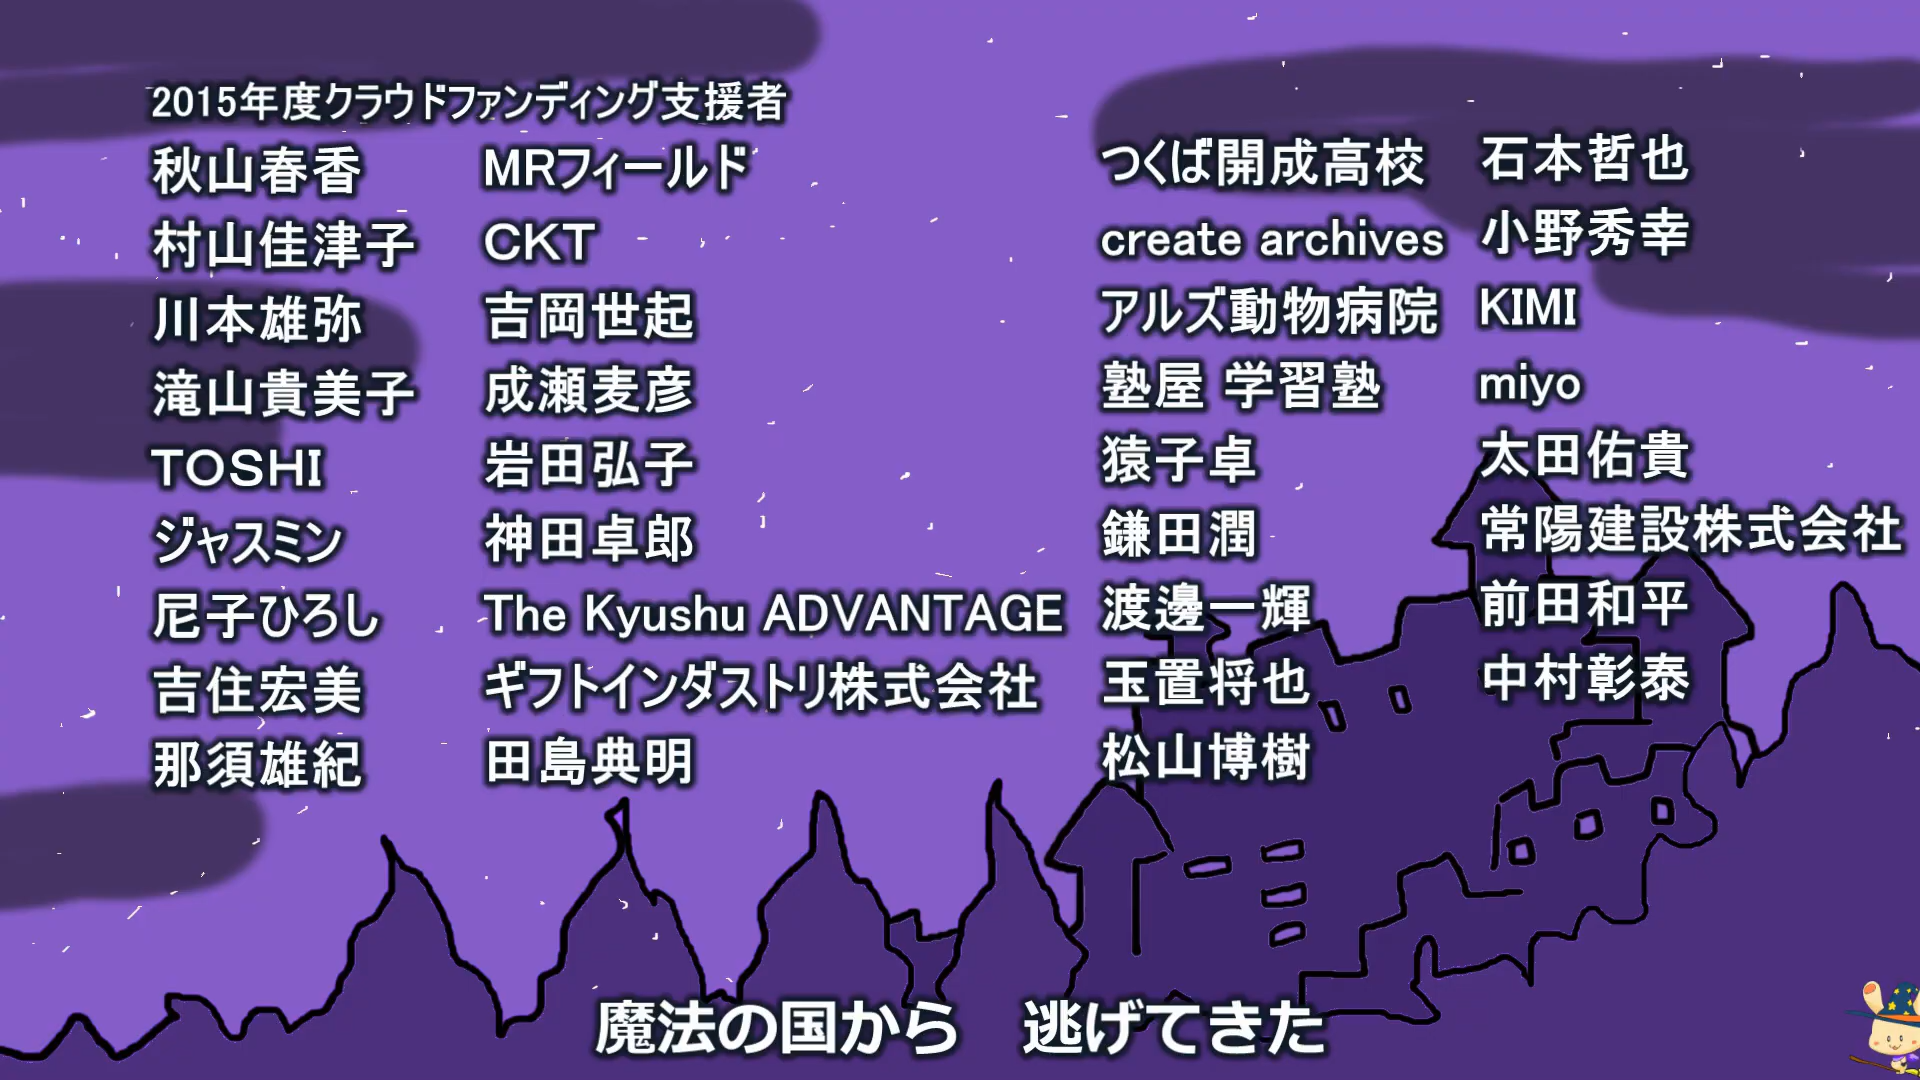 2015年度クラウドファンディング支援者
秋山春香
村山佳津子
川本雄弥
滝山貴美子
TOSHI
ジャスミン
尼子ひろし
吉住宏美
那須雄紀
MRフィールド
CKT
吉岡世起
成瀬麦彦
岩田弘子
神田卓郎
The Kyushu ADVANTAGE
ギフトインダストリ株式会社
田島典明
つくば開成高校
create archives
アルズ動物病院
塾屋 学習塾
猿子卓
鎌田潤
渡邊一輝
玉置将也
松山博樹
石本哲也
小野秀幸
KIMI
miyo
太田佑貴
常陽建設株式会社
前田和平
中村彰泰
魔法の国から　逃げてきた